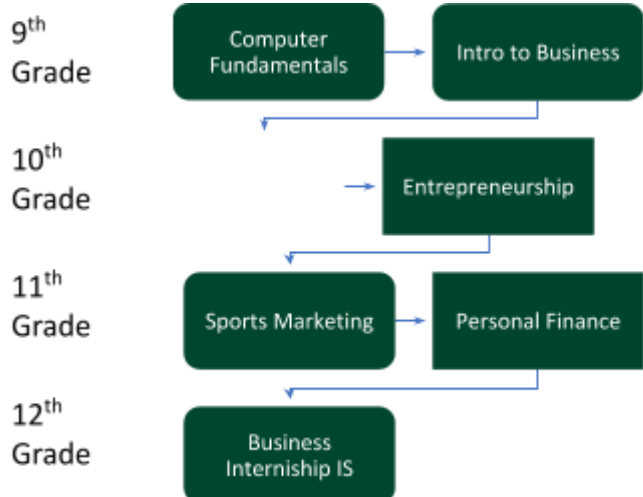 9th
Grade
Computer
Fundamentals
Intro to Business
10th
Grade
Entrepreneurship
11th
Grade
Sports Marketing
Personal Finance
12th
Grade
Business
Interniship IS